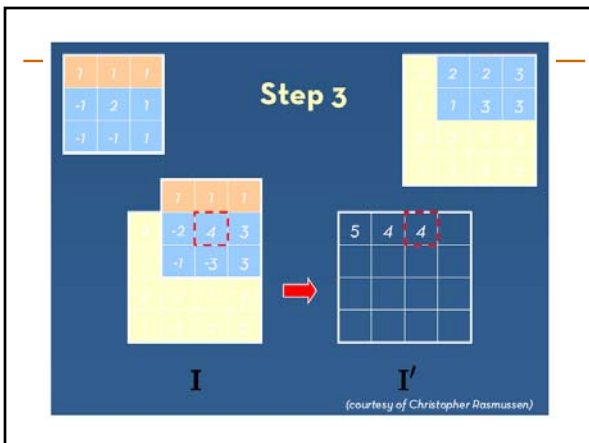 Step 3
1 1 1
-1 2 1
-1 -1 1
2 2 3
1 3 3
1 1 1
-2 4 3
-1 -3 3
5 4 4
I
I′
(courtesy of Christopher Rasmussen)